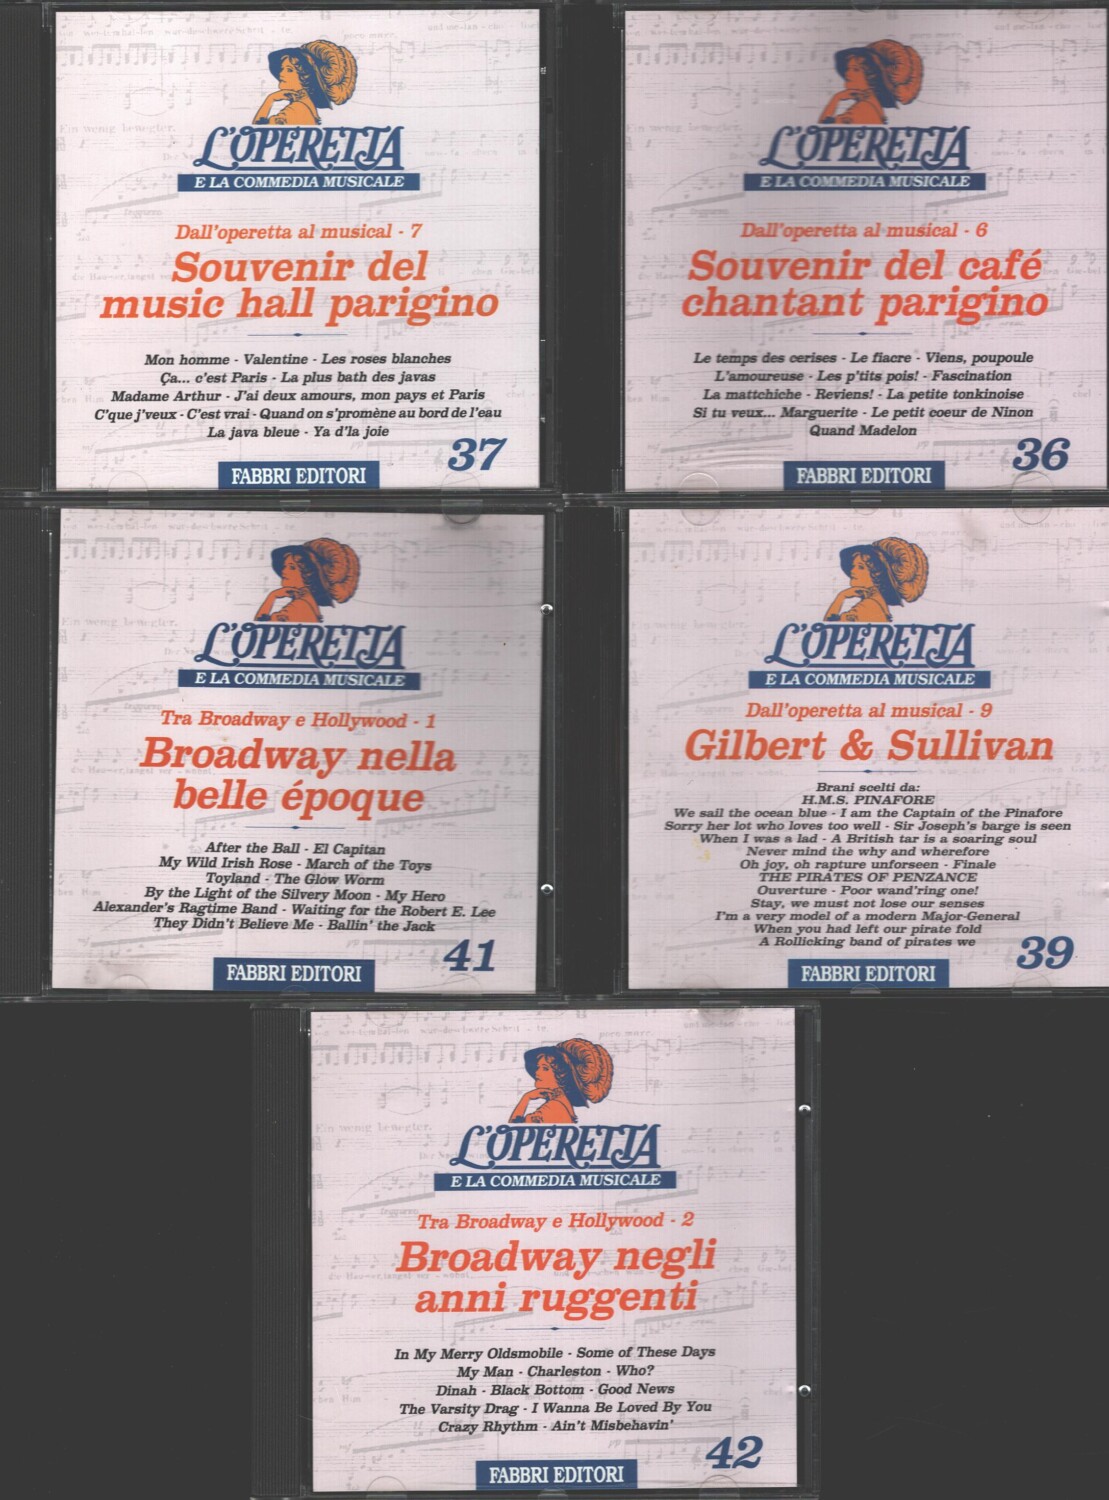 L'OPERETTA
E LA COMMEDIA MUSICALE
Dall'operetta al musical - 7
Souvenir del
music hall parigino
Mon homme - Valentine - Les roses blanches
Ça... c'est Paris - La plus bath des javas
Madame Arthur - J'ai deux amours, mon pays et Paris
C'que j'veux - C'est vrai - Quand on s'promène au bord de l'eau
La java bleue - Ya d'la joie
37
FABBRI EDITORI
L'OPERETTA
E LA COMMEDIA MUSICALE
Dall'operetta al musical - 6
Souvenir del café
chantant parigino
Le temps des cerises - Le fiacre - Viens, poupoule
L'amoureuse - Les p'tits pois! - Fascination
La mattchiche - Reviens! - La petite tonkinoise
Si tu veux... Marguerite - Le petit coeur de Ninon
Quand Madelon
36
FABBRI EDITORI
L'OPERETTA
E LA COMMEDIA MUSICALE
Tra Broadway e Hollywood - 1
Broadway nella
belle époque
After the Ball - El Capitan
My Wild Irish Rose - March of the Toys
Toyland - The Glow Worm
By the Light of the Silvery Moon - My Hero
Alexander's Ragtime Band - Waiting for the Robert E. Lee
They Didn't Believe Me - Ballin' the Jack
41
FABBRI EDITORI
L'OPERETTA
E LA COMMEDIA MUSICALE
Dall'operetta al musical - 9
Gilbert & Sullivan
Brani scelti da:
H.M.S. PINAFORE
We sail the ocean blue - I am the Captain of the Pinafore
Sorry her lot who loves too well - Sir Joseph's barge is seen
When I was a lad - A British tar is a soaring soul
Never mind the why and wherefore
Oh joy, oh rapture unforseen - Finale
THE PIRATES OF PENZANCE
Ouverture - Poor wand'ring one!
Stay, we must not lose our senses
I'm a very model of a modern Major-General
When you had left our pirate fold
A Rollicking band of pirates we
39
FABBRI EDITORI
L'OPERETTA
E LA COMMEDIA MUSICALE
Tra Broadway e Hollywood - 2
Broadway negli
anni ruggenti
In My Merry Oldsmobile - Some of These Days
My Man - Charleston - Who?
Dinah - Black Bottom - Good News
The Varsity Drag - I Wanna Be Loved By You
Crazy Rhythm - Ain't Misbehavin'
42
FABBRI EDITORI